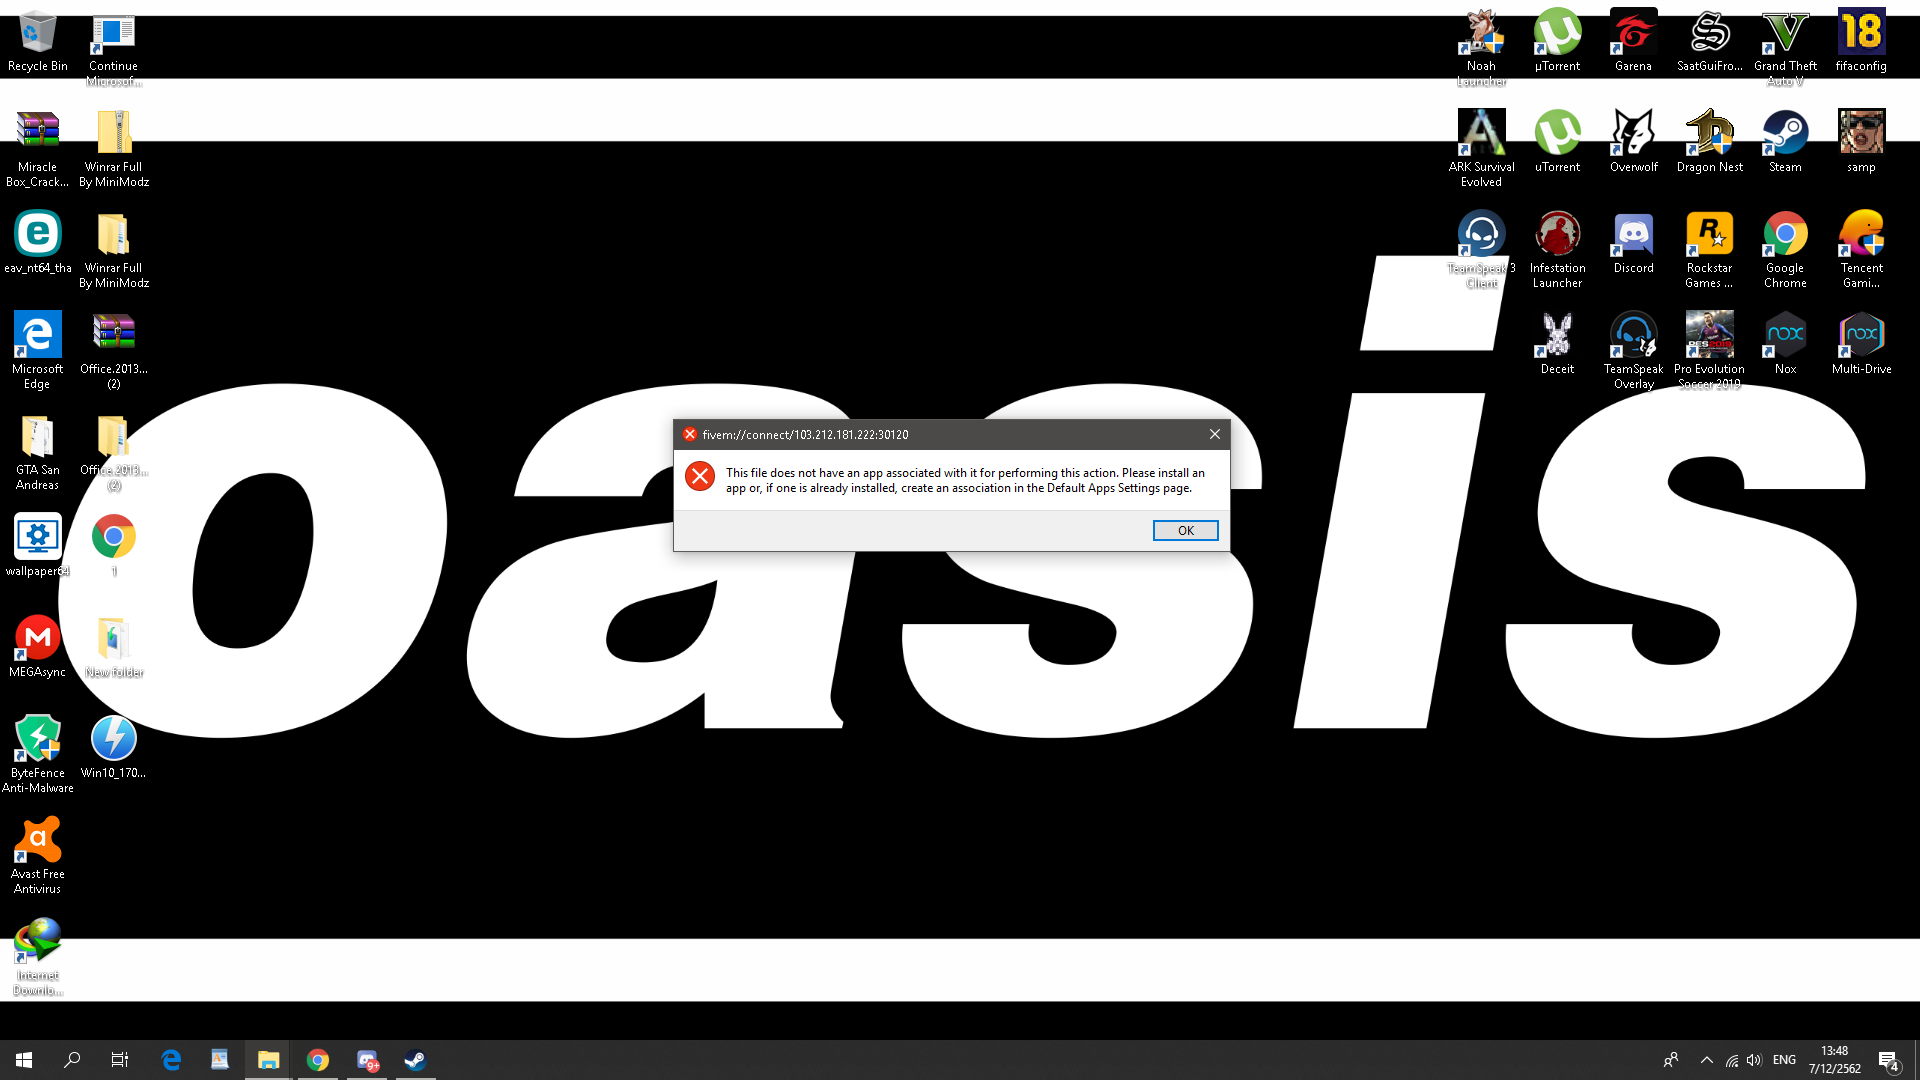 Recycle Bin
Continue
Microsof...
Miracle
Box_Crack...
Winrar Full
By MiniModz
eav_nt64_tha
Winrar Full
By MiniModz
Microsoft
Edge
Office.2013...
(2)
GTA San
Andreas
Office.2013...
(2)
wallpaper64
1
MEGAsync
New folder
ByteFence
Anti-Malware
Win10_170...
Avast Free
Antivirus
Internet
Downlo...
Noah
Launcher
µTorrent
Garena
SaatGuiFro...
Grand Theft
Auto V
18
fifaconfig
ARK Survival
Evolved
uTorrent
Overwolf
Dragon Nest
Steam
samp
TeamSpeak 3
Client
Infestation
Launcher
Discord
Rockstar
Games ...
Google
Chrome
Tencent
Gami...
Deceit
TeamSpeak
Overlay
PES 2019
Pro Evolution
Soccer 2019
nox
Nox
nox
Multi-Drive
oasis
fivem://connect/103.212.181.222:30120
This file does not have an app associated with it for performing this action. Please install an
app or, if one is already installed, create an association in the Default Apps Settings page.
OK
9+
ENG
13:48
7/12/2562
4